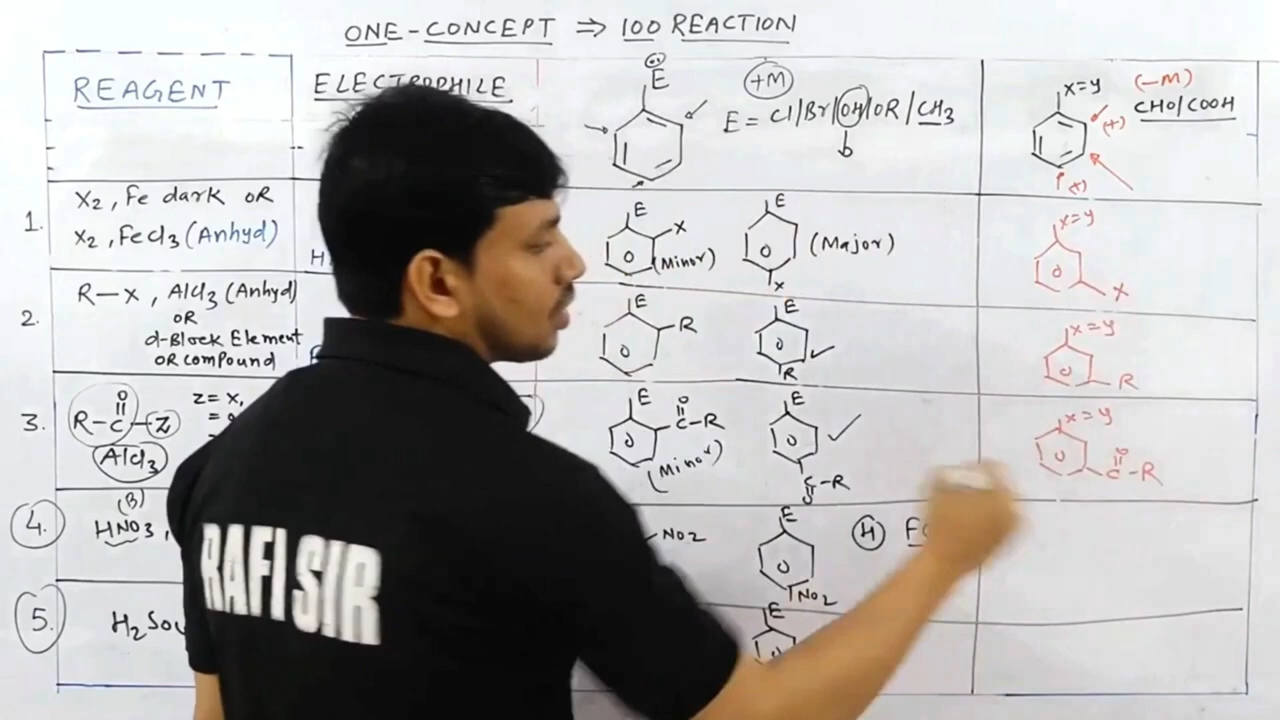 ONE-CONCEPT ⇒ 100 REACTION
REAGENT
ELECTROPHILE
E
+M
E = Cl/Br/OH/OR/CH3
x=y (-M)
CHO/COOH
(+)
(+)
1.
X2, Fe dark OR
X2, FeCl3 (Anhyd)
E
X
(Minor)
E
X
(Major)
x=y
X
2.
R-X, AlCl3 (Anhyd)
OR
d-Block Element
OR compound
E
R
E
R
x=y
R
3.
R-C-Z
O
Z=X,
AlCl3
E
O
C-R
(Minor)
E
C-R
O
x=y
O
C-R
4.
(B)
HNO3,
NO2
E
NO2
(H)
5.
E
RAFI SIR